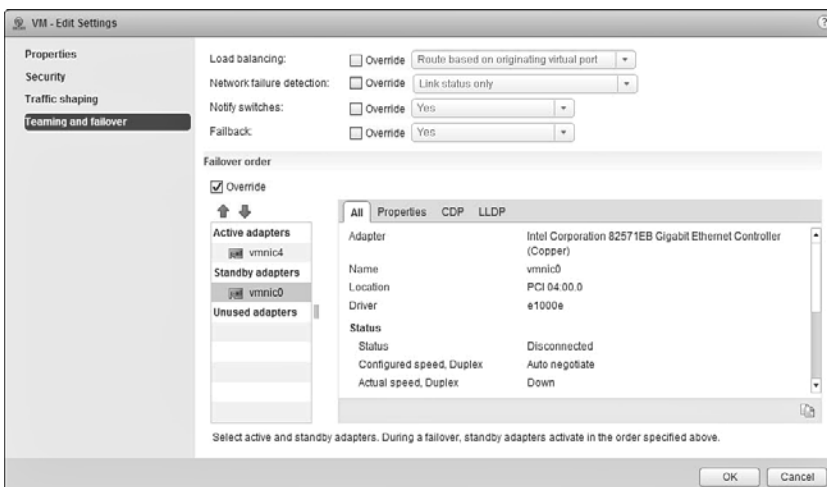 VM - Edit Settings
Properties
Security
Traffic shaping
Teaming and failover
Load balancing: Override Route based on originating virtual port
Network failure detection: Override Link status only
Notify switches: Override Yes
Failback: Override Yes
Failover order
Override
Active adapters
vmnic4
Standby adapters
vmnic0
Unused adapters
All Properties CDP LLDP
Adapter Intel Corporation 82571EB Gigabit Ethernet Controller
(Copper)
Name vmnic0
Location PCI 04:00.0
Driver e1000e
Status
Status Disconnected
Configured speed, Duplex Auto negotiate
Actual speed, Duplex Down
Select active and standby adapters. During a failover, standby adapters activate in the order specified above.
OK Cancel